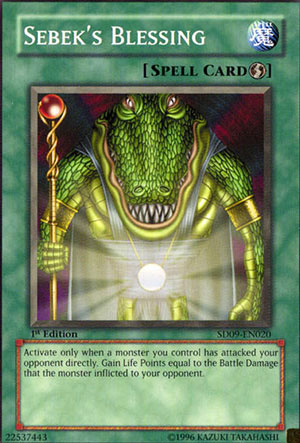 Sebek's Blessing
魔
[Spell Card]
1st Edition SD09-EN020
Activate only when a monster you control has attacked your
opponent directly. Gain Life Points equal to the Battle Damage
that the monster inflicted to your opponent.
22537443 ©1996 KAZUKI TAKAHASHI